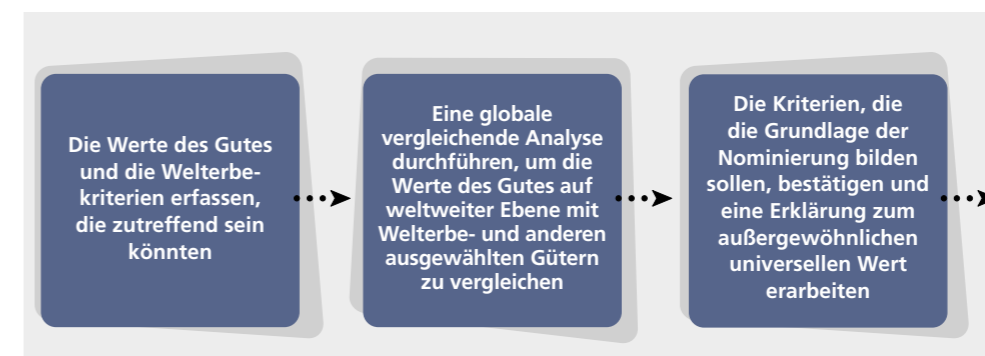 Die Werte des Gutes
und die Welterbe-
kriterien erfassen,
die zutreffend sein
könnten
Eine globale
vergleichende Analyse
durchführen, um die
Werte des Gutes auf
weltweiter Ebene mit
Welterbe- und anderen
ausgewählten Gütern
zu vergleichen
Die Kriterien, die
die Grundlage der
Nominierung bilden
sollen, bestätigen und
eine Erklärung zum
außergewöhnlichen
universellen Wert
erarbeiten